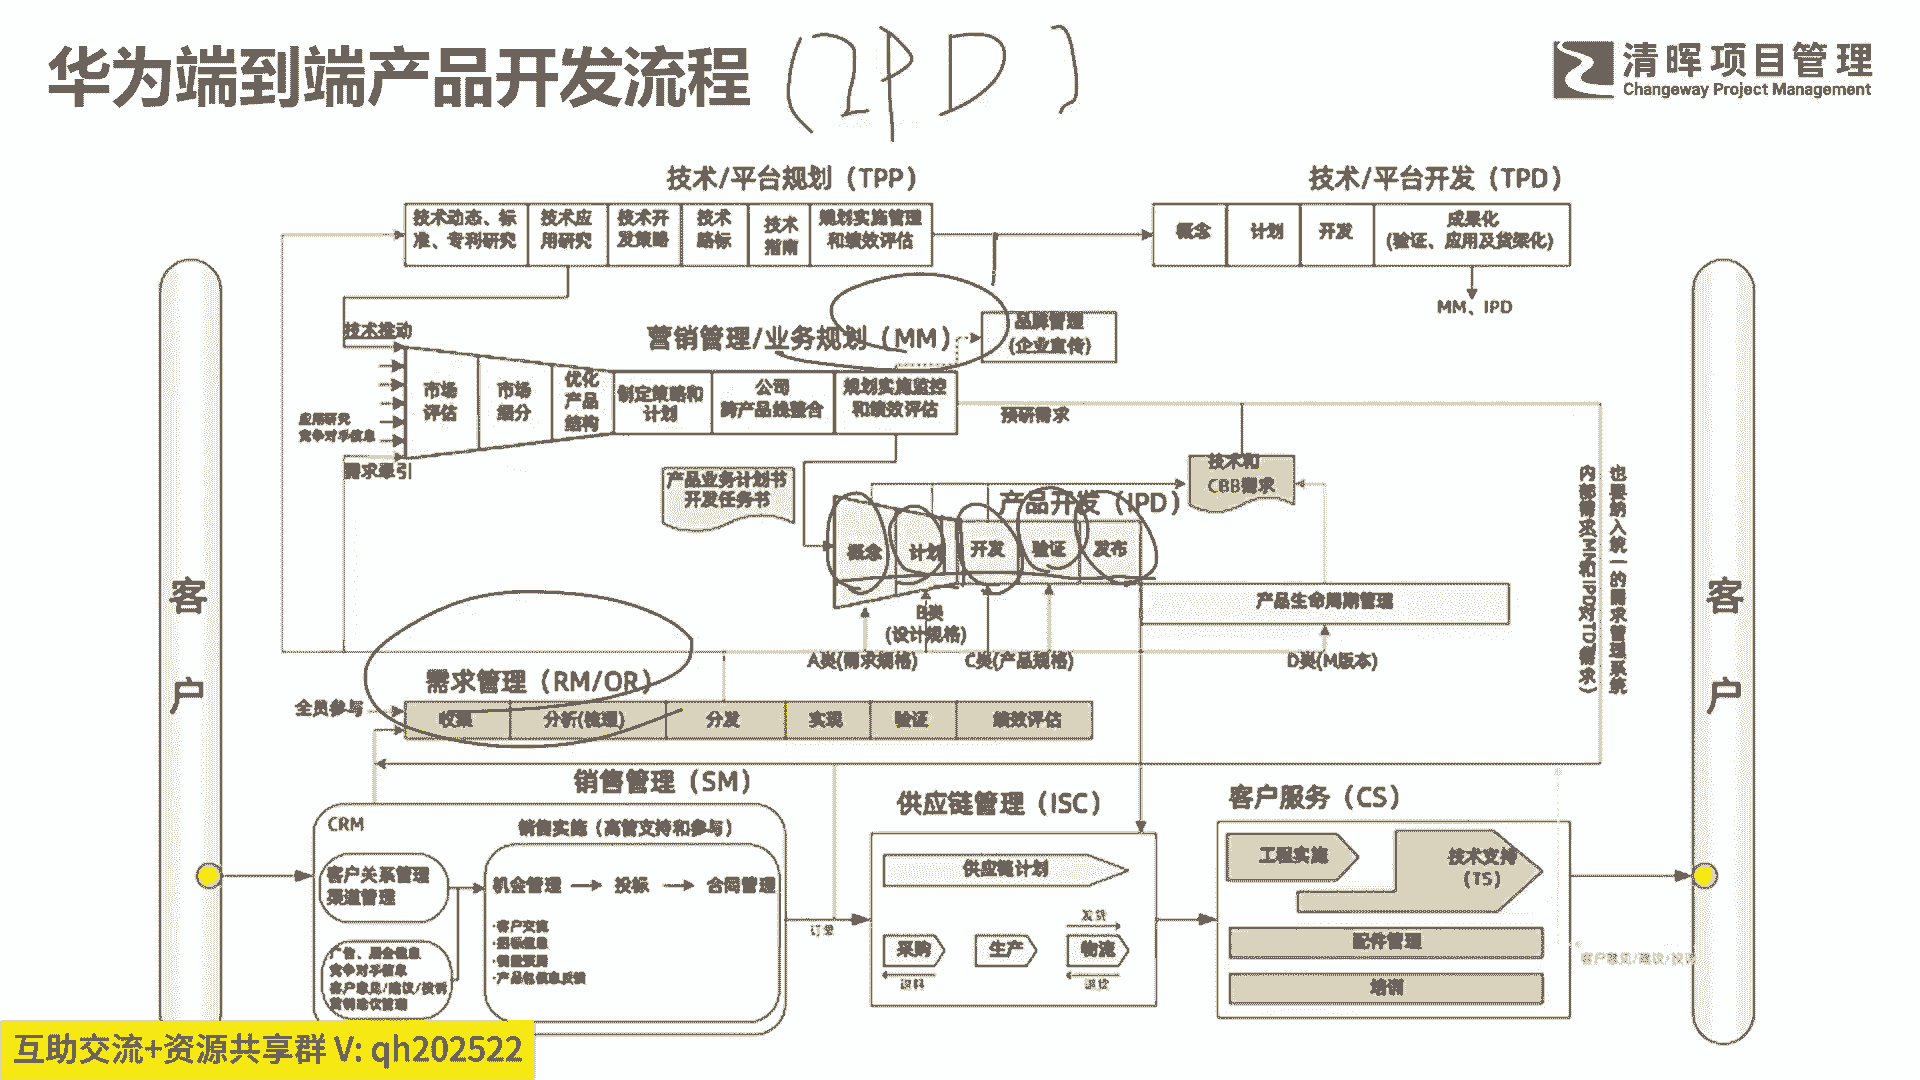 华为端到端产品开发流程
(IPD)
清晖项目管理
Changeway Project Management
技术/平台规划（TPP）
技术动态、标
准、专利研究
技术应
用研究
技术开
发策略
技术
路标
技术
指南
规划实施管理
和绩效评估
技术/平台开发（TPD）
概念
计划
开发
成果化
(验证、应用及货架化)
MM、IPD
技术推动
营销管理/业务规划（MM）
品牌管理
(企业宣传)
市场
评估
市场
细分
优化
产品
结构
制定策略和
计划
公司
跨产品线整合
规划实施监控
和绩效评估
应用研究
竞争对手信息
需求牵引
预研需求
产品业务计划书
开发任务书
技术和
CBB需求
产品开发（IPD）
概念
计划
开发
验证
发布
产品生命周期管理
B类
(设计规格)
A类(需求规格)
C类(产品规格)
D类(M版本)
也要纳入统一的需求管理系统
内部需求(MM和IPD对TD需求)
需求管理（RM/OR）
全员参与
收集
分析(梳理)
分发
实现
验证
绩效评估
客户
客户
销售管理（SM）
CRM
客户关系管理
渠道管理
广告、展会信息
竞争对手信息
客户意见/建议/投诉
营销建议管理
销售实施（高管支持和参与）
机会管理
投标
合同管理
·客户交流
·招标信息
·销售预测
·产品包信息反馈
订单
供应链管理（ISC）
供应链计划
采购
生产
物流
发货
退料
退货
客户服务（CS）
工程实施
技术支持
（TS）
配件管理
培训
客户意见/建议/投诉
互助交流+资源共享群 V: qh202522